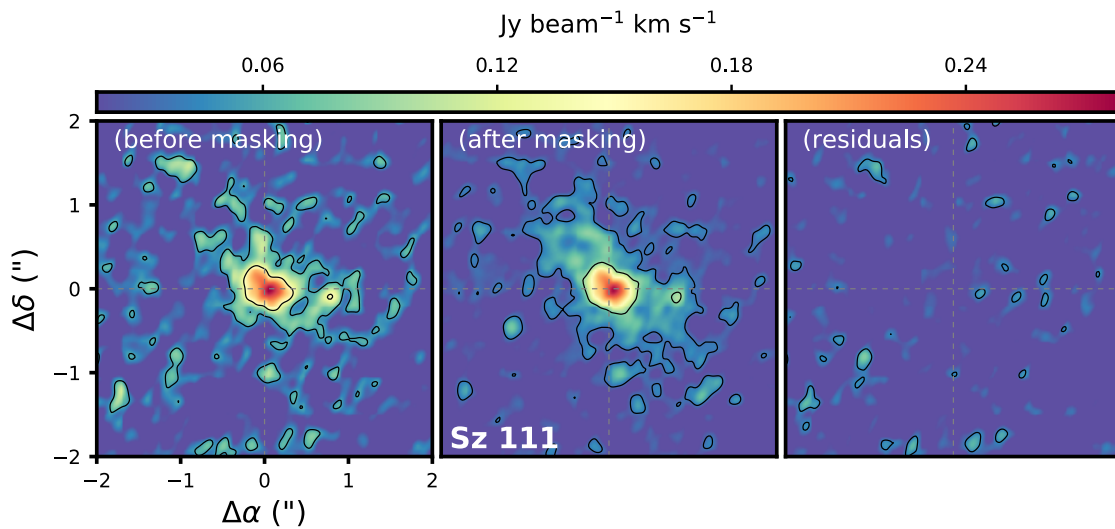 Jy beam⁻¹ km s⁻¹
0.06 0.12 0.18 0.24
(before masking) (after masking) (residuals)
2
1
0
−1
−2
Δδ (")
Sz 111
−2 −1 0 1 2
Δα (")